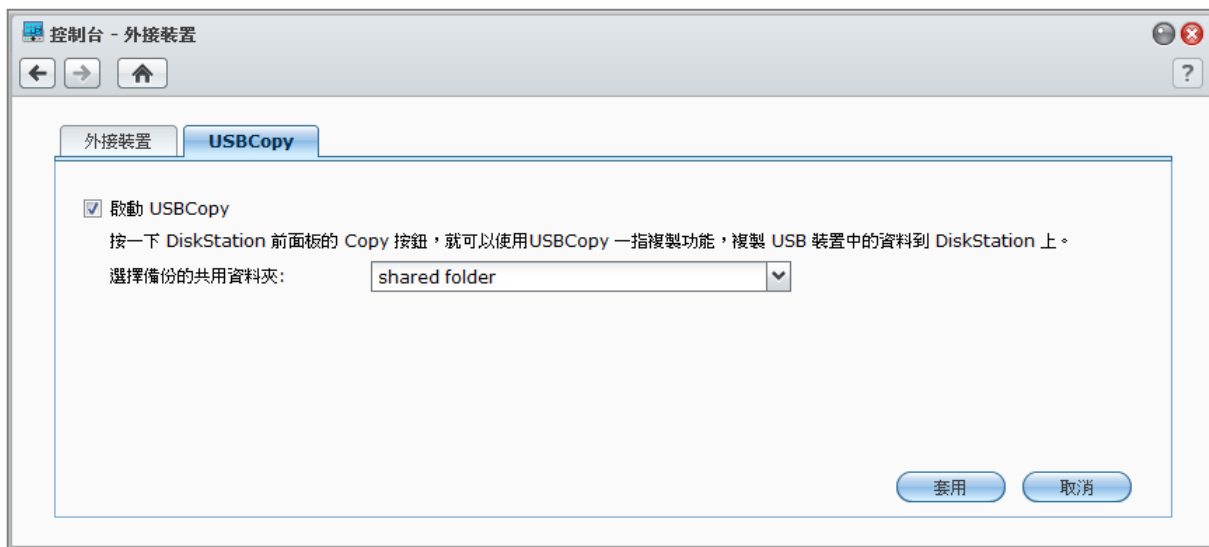 控制台 - 外接裝置
?
外接裝置 USBCopy
啟動 USBCopy
按一下 DiskStation 前面板的 Copy 按鈕，就可以使用USBCopy 一指複製功能，複製 USB 裝置中的資料到 DiskStation 上。
選擇備份的共用資料夾: shared folder
套用 取消